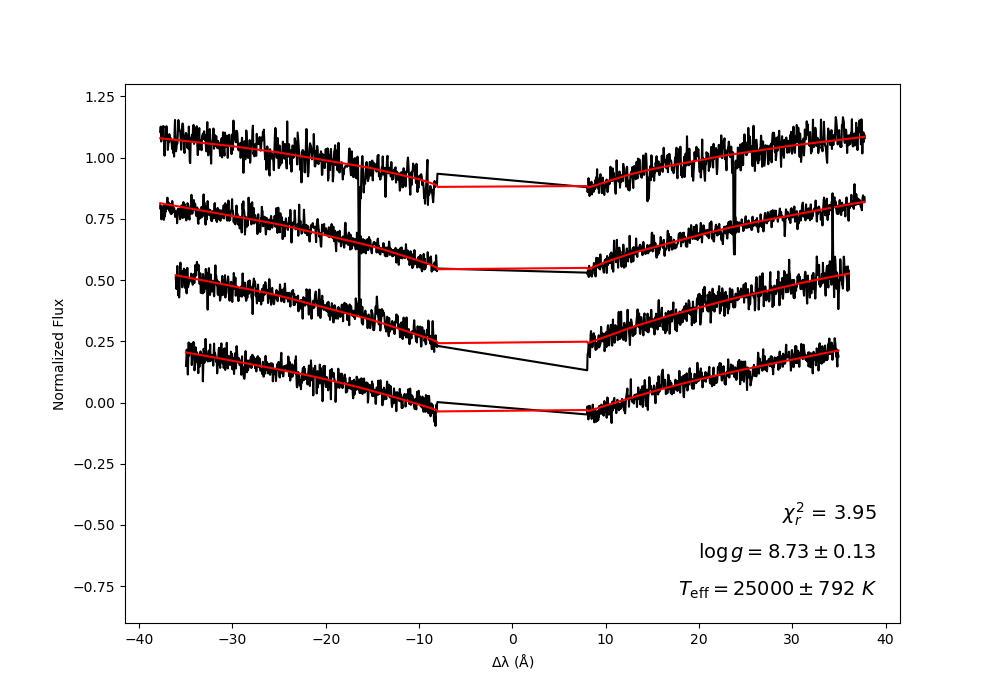 1.25
1.00
0.75
0.50
0.25
0.00
−0.25
−0.50
−0.75
Normalized Flux
χ²ᵣ = 3.95
log g = 8.73 ± 0.13
T_eff = 25000 ± 792 K
−40 −30 −20 −10 0 10 20 30 40
Δλ (Å)